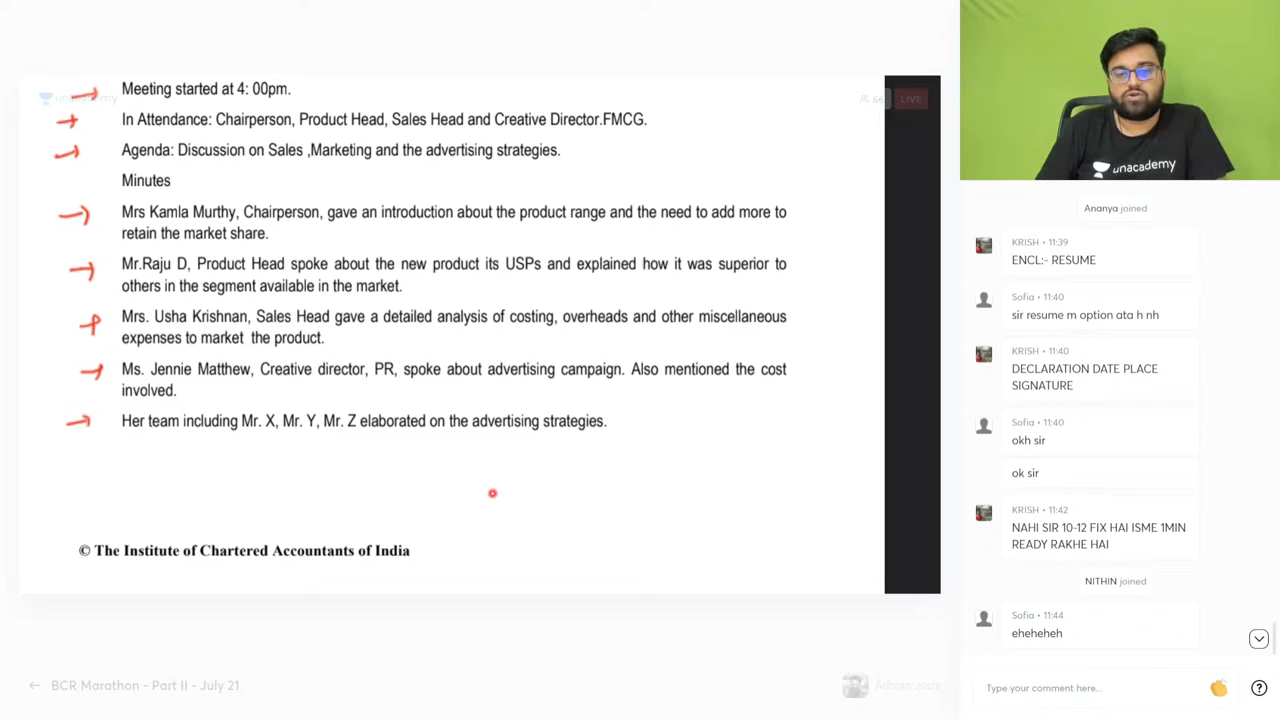 Meeting started at 4: 00pm.
unacademy
66
LIVE
In Attendance: Chairperson, Product Head, Sales Head and Creative Director.FMCG.
Agenda: Discussion on Sales ,Marketing and the advertising strategies.
Minutes
Mrs Kamla Murthy, Chairperson, gave an introduction about the product range and the need to add more to
retain the market share.
Mr.Raju D, Product Head spoke about the new product its USPs and explained how it was superior to
others in the segment available in the market.
Mrs. Usha Krishnan, Sales Head gave a detailed analysis of costing, overheads and other miscellaneous
expenses to market the product.
Ms. Jennie Matthew, Creative director, PR, spoke about advertising campaign. Also mentioned the cost
involved.
Her team including Mr. X, Mr. Y, Mr. Z elaborated on the advertising strategies.
© The Institute of Chartered Accountants of India
BCR Marathon - Part II - July 21
unacademy
Ananya joined
KRISH • 11:39
ENCL:- RESUME
Sofia • 11:40
sir resume m option ata h nh
KRISH • 11:40
DECLARATION DATE PLACE
SIGNATURE
Sofia • 11:40
okh sir
ok sir
KRISH • 11:42
NAHI SIR 10-12 FIX HAI ISME 1MIN
READY RAKHE HAI
NITHIN joined
Sofia • 11:44
eheheheh
Type your comment here...